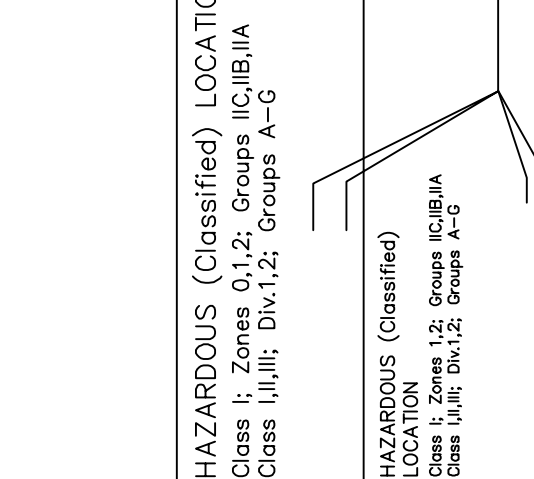 HAZARDOUS (Classified) LOCATIO
Class I; Zones 0,1,2; Groups IIC,IIB,IIA
Class I,II,III; Div.1,2; Groups A-G
HAZARDOUS (Classified)
LOCATION
Class I; Zones 1,2; Groups IIC,IIB,IIA
Class I,II,III; Div.1,2; Groups A-G